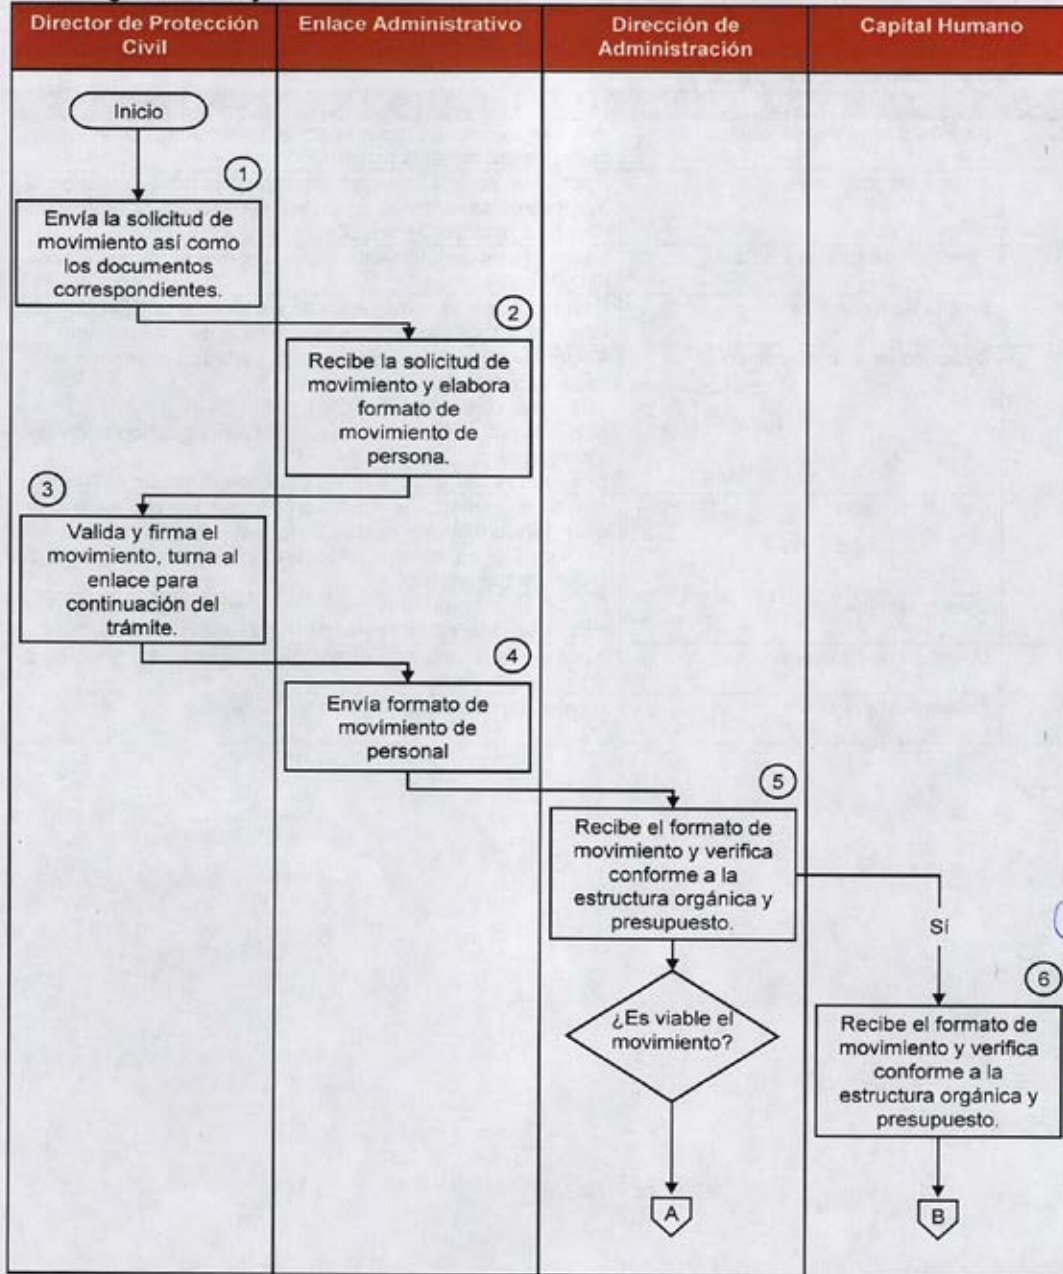 Director de Protección
Civil
Enlace Administrativo
Dirección de
Administración
Capital Humano
Inicio
1
Envía la solicitud de
movimiento así como
los documentos
correspondientes.
2
Recibe la solicitud de
movimiento y elabora
formato de
movimiento de
persona.
3
Valida y firma el
movimiento, turna al
enlace para
continuación del
trámite.
4
Envía formato de
movimiento de
personal
5
Recibe el formato de
movimiento y verifica
conforme a la
estructura orgánica y
presupuesto.
Sí
¿Es viable el
movimiento?
6
Recibe el formato de
movimiento y verifica
conforme a la
estructura orgánica y
presupuesto.
A
B